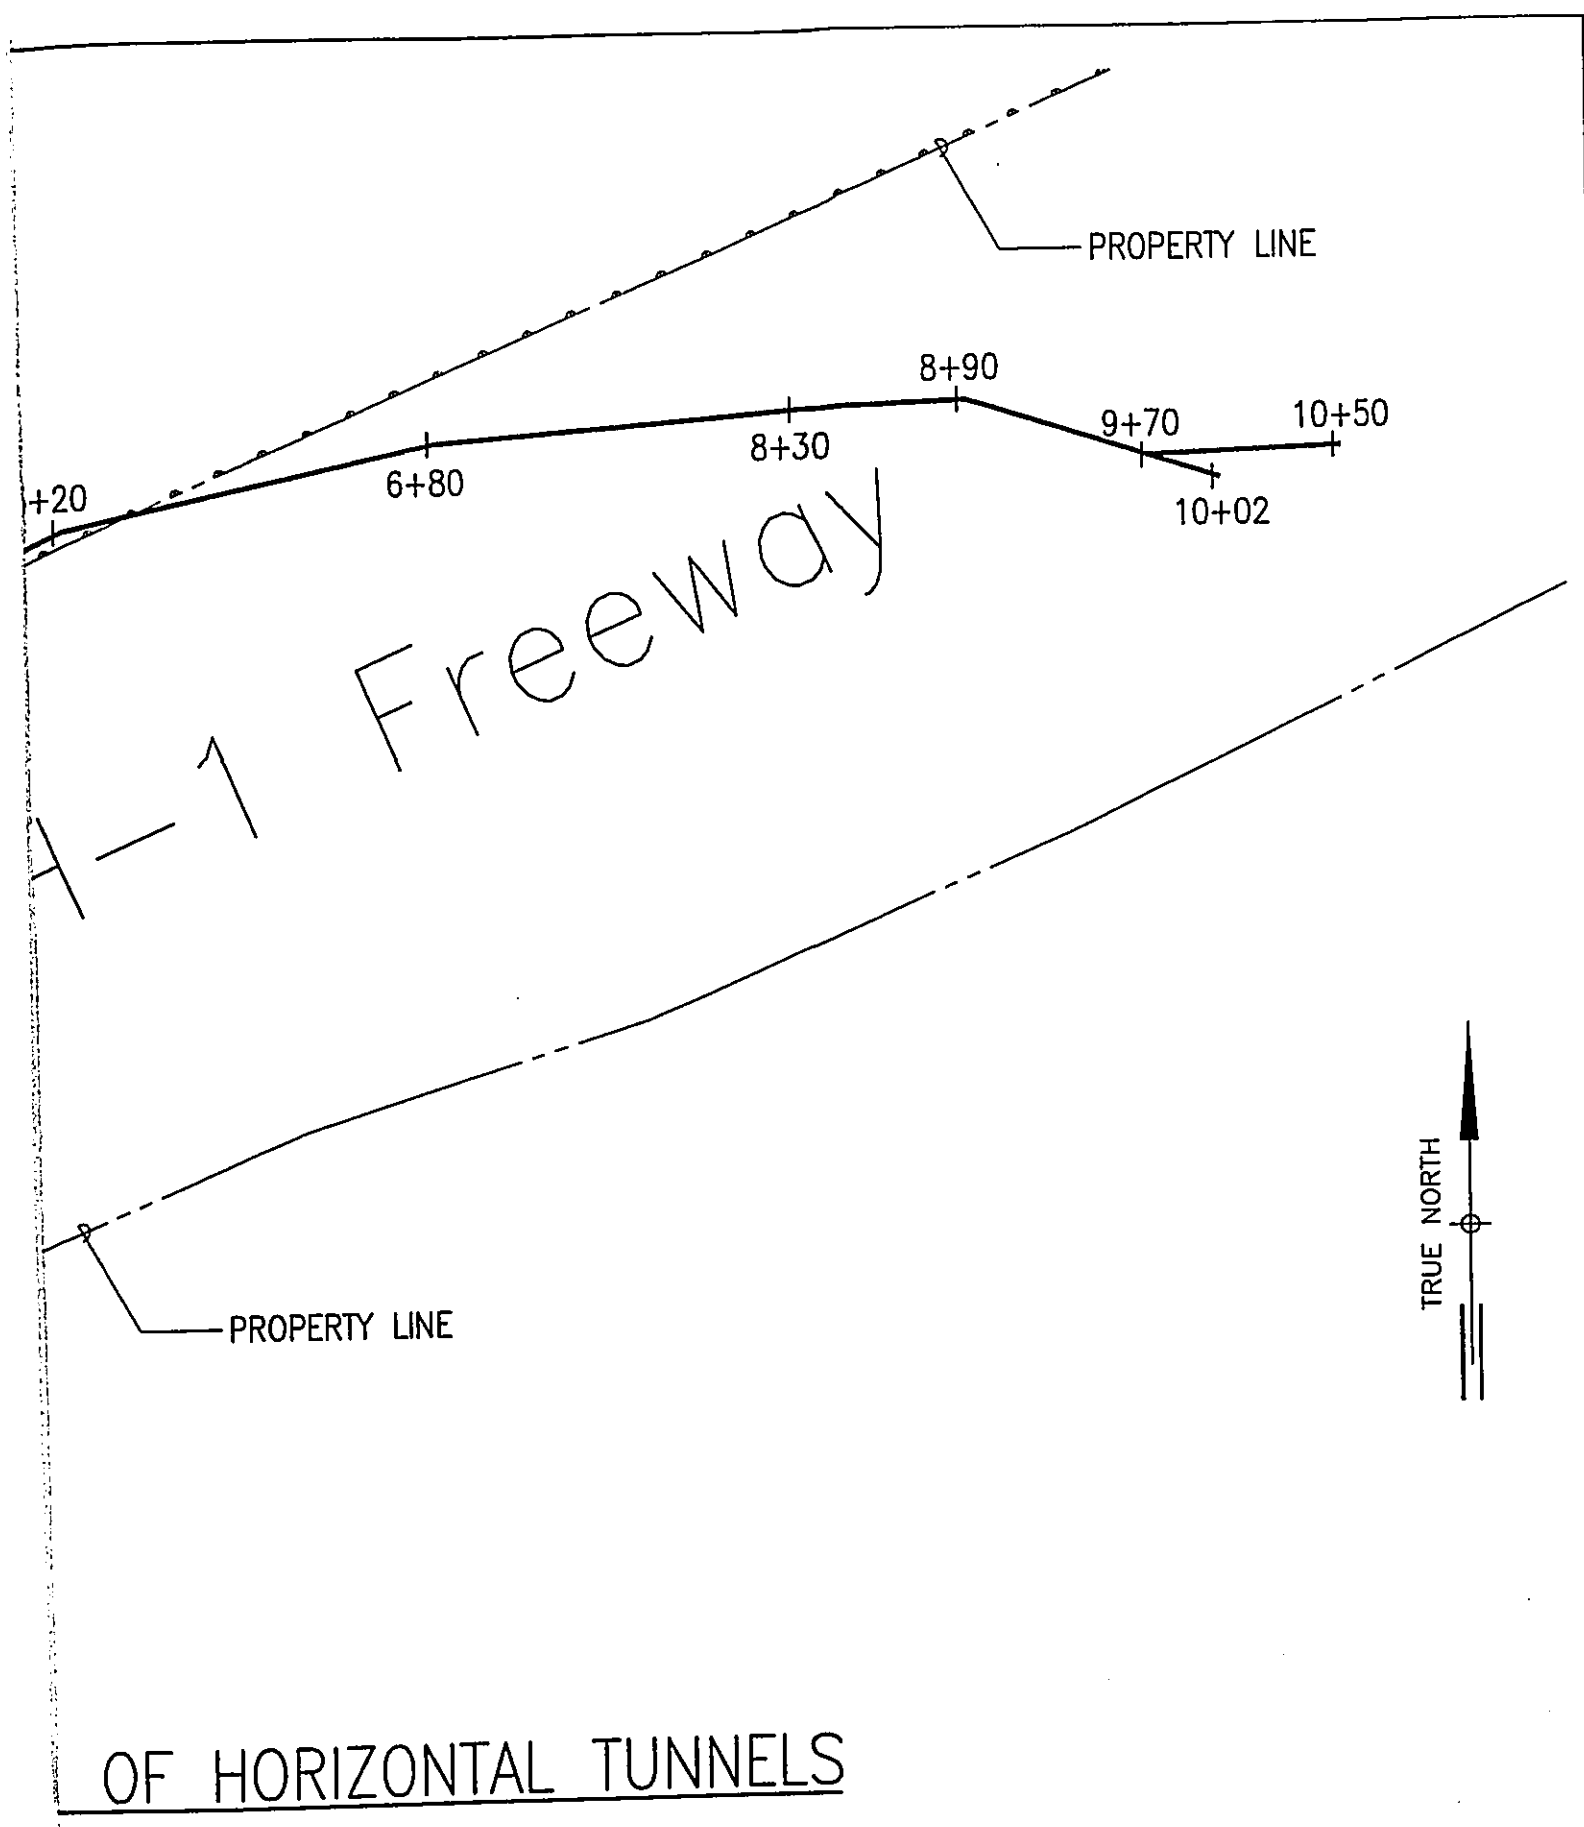 PROPERTY LINE
8+90
10+50
9+70
8+30
6+80
+20
10+02
-1 Freeway
TRUE NORTH
PROPERTY LINE
OF HORIZONTAL TUNNELS